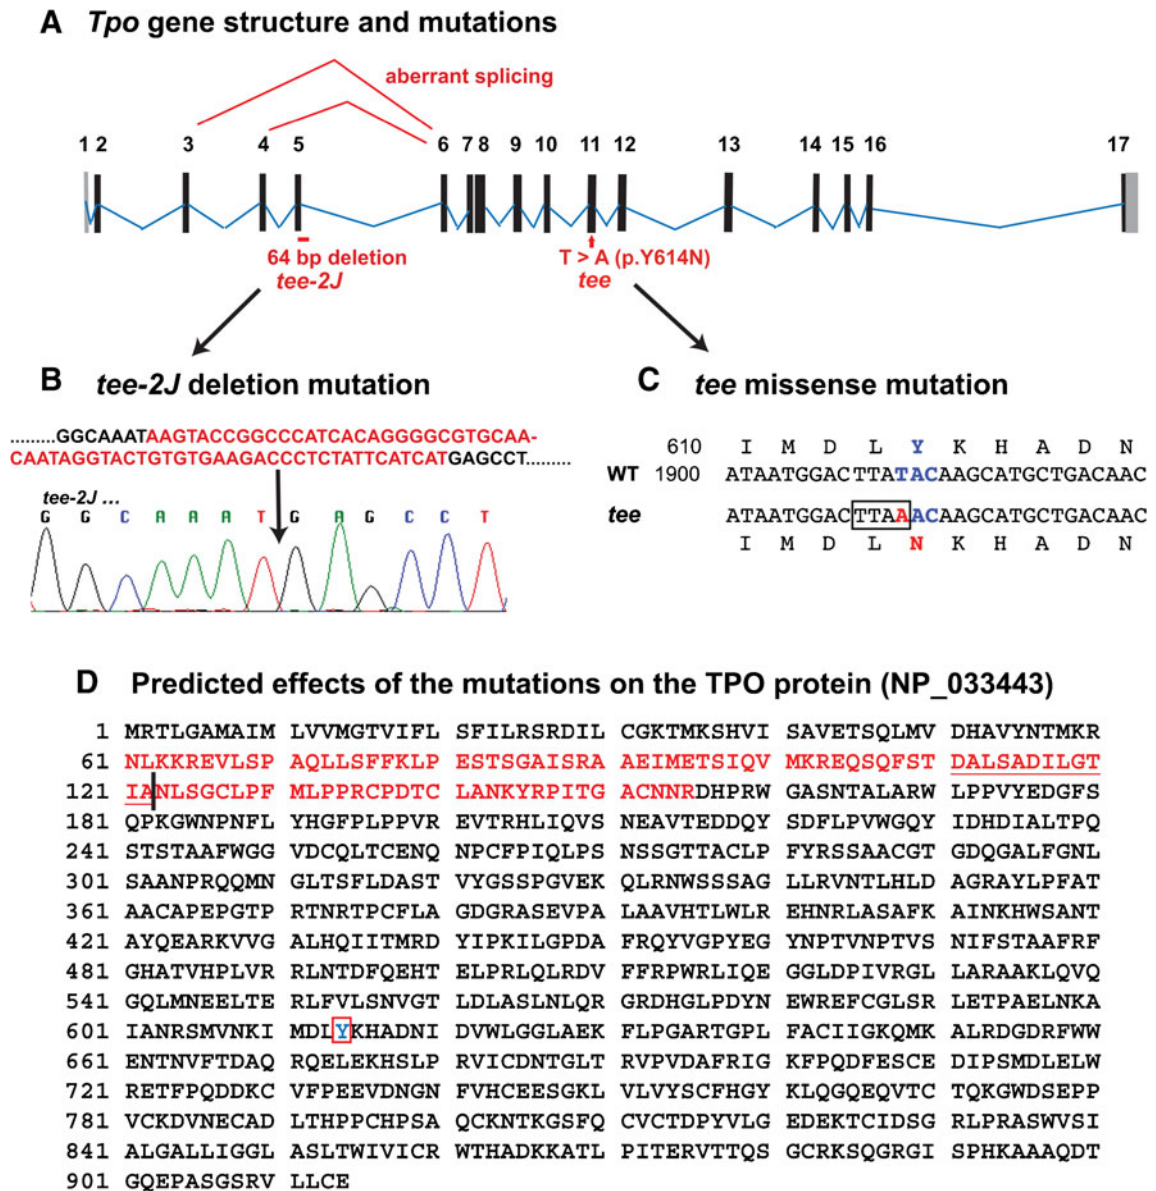 A Tpo gene structure and mutations
aberrant splicing
1 2 3 4 5 6 7 8 9 10 11 12 13 14 15 16 17
64 bp deletion
tee-2J
T > A (p.Y614N)
tee
B tee-2J deletion mutation
.........GGCAAATAAGTACCGGCCCATCACAGGGGCGTGCAA-
CAATAGGTACTGTGTGAAGACCCTCTATTCATCATGAGCCT.........
tee-2J ...
G G C A A A T G A G C C T
C tee missense mutation
610 I M D L Y K H A D N
WT 1900 ATAATGGACTTATACAAGCATGCTGACAAC
tee ATAATGGACTTAAACAAGCATGCTGACAAC
I M D L N K H A D N
D Predicted effects of the mutations on the TPO protein (NP_033443)
1 MRTLGAMAIM LVVMGTVIFL SFILRSRDIL CGKTMKSHVI SAVETSQLMV DHAVYNTMKR
61 NLKKREVLSP AQLLSFFKLP ESTSGAISRA AEIMETSIQV MKREQSQFST DALSADILGT
121 IANLSGCLPF MLPPRCPDTC LANKYRPITG ACNNRDHPRW GASNTALARW LPPVYEDGFS
181 QPKGWNPNFL YHGFPLPPVR EVTRHLIQVS NEAVTEDDQY SDFLPVWGQY IDHDIALTPQ
241 STSTAAFWGG VDCQLTCENQ NPCFPIQLPS NSSGTTACLP FYRSSAACGT GDQGALFGNL
301 SAANPRQQMN GLTSFLDAST VYGSSPGVEK QLRNWSSSAG LLRVNTLHLD AGRAYLPFAT
361 AACAPEPGTP RTNRTPCFLA GDGRASEVPA LAAVHTLWLR EHNRLASAFK AINKHWSANT
421 AYQEARKVVG ALHQIITMRD YIPKILGPDA FRQYVGPYEG YNPTVNPTVS NIFSTAAFRF
481 GHATVHPLVR RLNTDFQEHT ELPRLQLRDV FFRPWRLIQE GGLDPIVRGL LARAAKLQVQ
541 GQLMNEELTE RLFVLSNVGT LDLASLNLQR GRDHGLPDYN EWREFCGLSR LETPAELNKA
601 IANRSMVNKI MDLYKHADNI DVWLGGLAEK FLPGARTGPL FACIIGKQMK ALRDGDRFWW
661 ENTNVFTDAQ RQELEKHSLP RVICDNTGLT RVPVDAFRIG KFPQDFESCE DIPSMDLELW
721 RETFPQDDKC VFPEEVDNGN FVHCEESGKL VLVYSCFHGY KLQGQEQVTC TQKGWDSEPP
781 VCKDVNECAD LTHPPCHPSA QCKNTKGSFQ CVCTDPYVLG EDEKTCIDSG RLPRASWVSI
841 ALGALLIGGL ASLTWIVICR WTHADKKATL PITERVTTQS GCRKSQGRGI SPHKAAAQDT
901 GQEPASGSRV LLCE